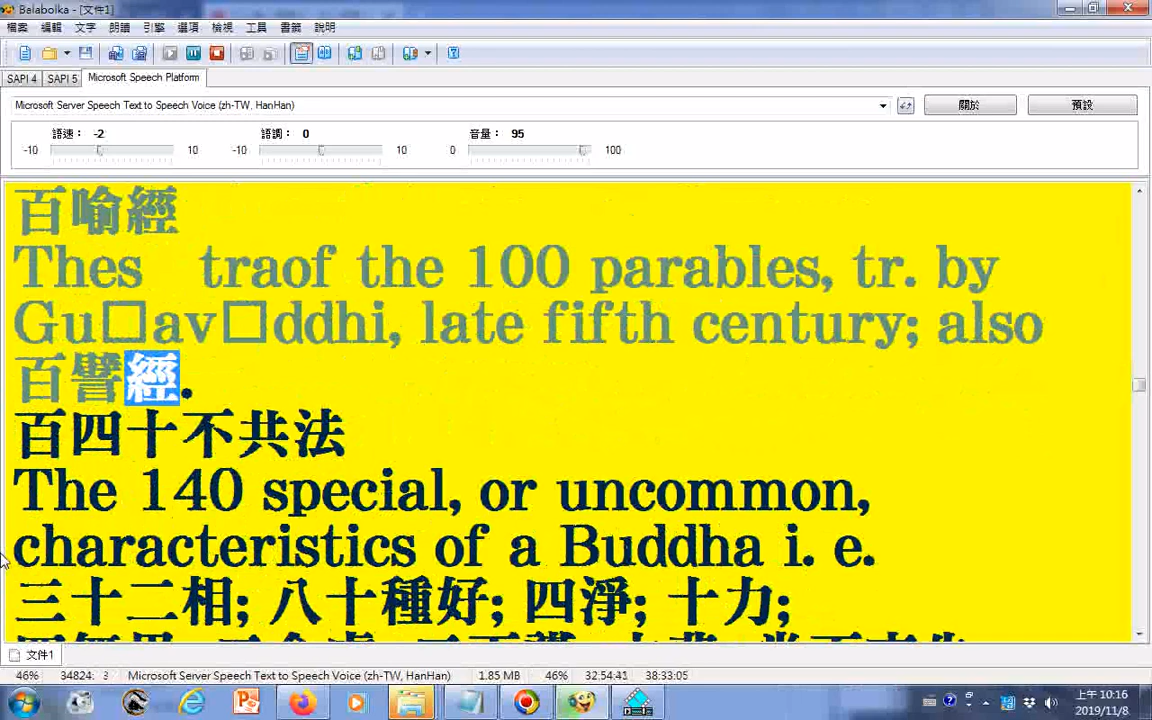 Balabolka - [文件1]
檔案 編輯 文字 朗讀 引擎 選項 檢視 工具 書籤 說明
SAPI 4 SAPI 5 Microsoft Speech Platform
Microsoft Server Speech Text to Speech Voice (zh-TW, HanHan) 關於 預設
語速： -2 語調： 0 音量： 95
-10 10 -10 10 0 100
百喻經
Thes traof the 100 parables, tr. by
Gu□av□ddhi, late fifth century; also
百譬經.
百四十不共法
The 140 special, or uncommon,
characteristics of a Buddha i. e.
三十二相; 八十種好; 四淨; 十力;
文件1
46% 34824: 3 Microsoft Server Speech Text to Speech Voice (zh-TW, HanHan) 1.85 MB 46% 32:54:41 38:33:05
上午 10:16
2019/11/8